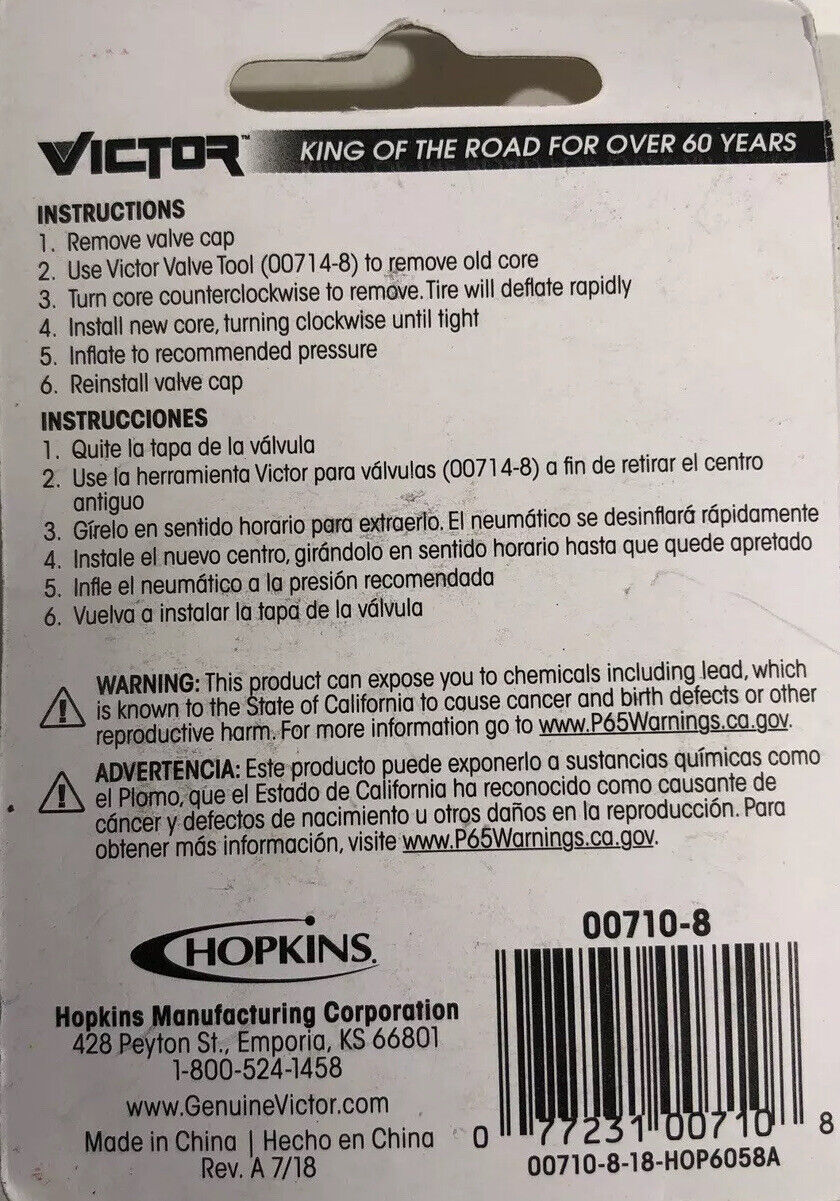 VICTOR™ KING OF THE ROAD FOR OVER 60 YEARS
INSTRUCTIONS
1. Remove valve cap
2. Use Victor Valve Tool (00714-8) to remove old core
3. Turn core counterclockwise to remove. Tire will deflate rapidly
4. Install new core, turning clockwise until tight
5. Inflate to recommended pressure
6. Reinstall valve cap
INSTRUCCIONES
1. Quite la tapa de la válvula
2. Use la herramienta Victor para válvulas (00714-8) a fin de retirar el centro
antiguo
3. Gírelo en sentido horario para extraerlo. El neumático se desinflará rápidamente
4. Instale el nuevo centro, girándolo en sentido horario hasta que quede apretado
5. Infle el neumático a la presión recomendada
6. Vuelva a instalar la tapa de la válvula
WARNING: This product can expose you to chemicals including lead, which
is known to the State of California to cause cancer and birth defects or other
reproductive harm. For more information go to www.P65Warnings.ca.gov.
ADVERTENCIA: Este producto puede exponerlo a sustancias químicas como
el Plomo, que el Estado de California ha reconocido como causante de
cáncer y defectos de nacimiento u otros daños en la reproducción. Para
obtener más información, visite www.P65Warnings.ca.gov.
HOPKINS.
Hopkins Manufacturing Corporation
428 Peyton St., Emporia, KS 66801
1-800-524-1458
www.GenuineVictor.com
Made in China | Hecho en China
Rev. A 7/18
00710-8
0 77231 00710 8
00710-8-18-HOP6058A